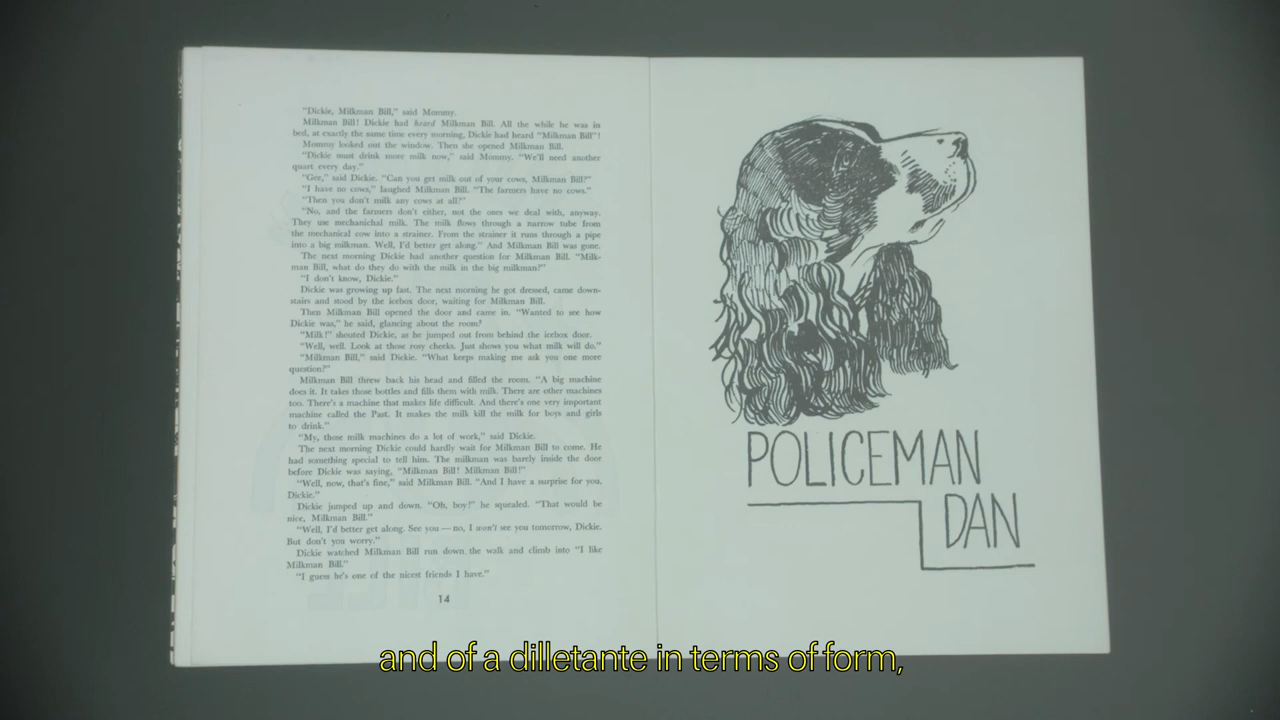 "Dickie, Milkman Bill," said Mommy.
Milkman Bill! Dickie had heard Milkman Bill. All the while he was in
bed, at exactly the same time every morning, Dickie had heard "Milkman Bill"!
Mommy looked out the window. Then she opened Milkman Bill.
"Dickie must drink more milk now," said Mommy. "We'll need another
quart every day."
"Gee," said Dickie. "Can you get milk out of your cows, Milkman Bill?"
"I have no cows," laughed Milkman Bill. "The farmers have no cows."
"Then you don't milk any cows at all?"
"No, and the farmers don't either, not the ones we deal with, anyway.
They use mechanichal milk. The milk flows through a narrow tube from
the mechanical cow into a strainer. From the strainer it runs through a pipe
into a big milkman. Well, I'd better get along." And Milkman Bill was gone.
The next morning Dickie had another question for Milkman Bill. "Milk-
man Bill, what do they do with the milk in the big milkman?"
"I don't know, Dickie."
Dickie was growing up fast. The next morning he got dressed, came down-
stairs and stood by the icebox door, waiting for Milkman Bill.
Then Milkman Bill opened the door and came in. "Wanted to see how
Dickie was," he said, glancing about the room?
"Milk!" shouted Dickie, as he jumped out from behind the icebox door.
"Well, well. Look at those rosy cheeks. Just shows you what milk will do."
"Milkman Bill," said Dickie. "What keeps making me ask you one more
question?"
Milkman Bill threw back his head and filled the room. "A big machine
does it. It takes those bottles and fills them with milk. There are other machines
too. There's a machine that makes life difficult. And there's one very important
machine called the Past. It makes the milk kill the milk for boys and girls
to drink."
"My, those milk machines do a lot of work," said Dickie.
The next morning Dickie could hardly wait for Milkman Bill to come. He
had something special to tell him. The milkman was barely inside the door
before Dickie was saying, "Milkman Bill! Milkman Bill!"
"Well, now, that's fine," said Milkman Bill. "And I have a surprise for you,
Dickie."
Dickie jumped up and down. "Oh, boy!" he squealed. "That would be
nice, Milkman Bill."
"Well, I'd better get along. See you — no, I won't see you tomorrow, Dickie.
But don't you worry."
Dickie watched Milkman Bill run down the walk and climb into "I like
Milkman Bill."
"I guess he's one of the nicest friends I have."
14
POLICEMAN
DAN
and of a dilletante in terms of form,